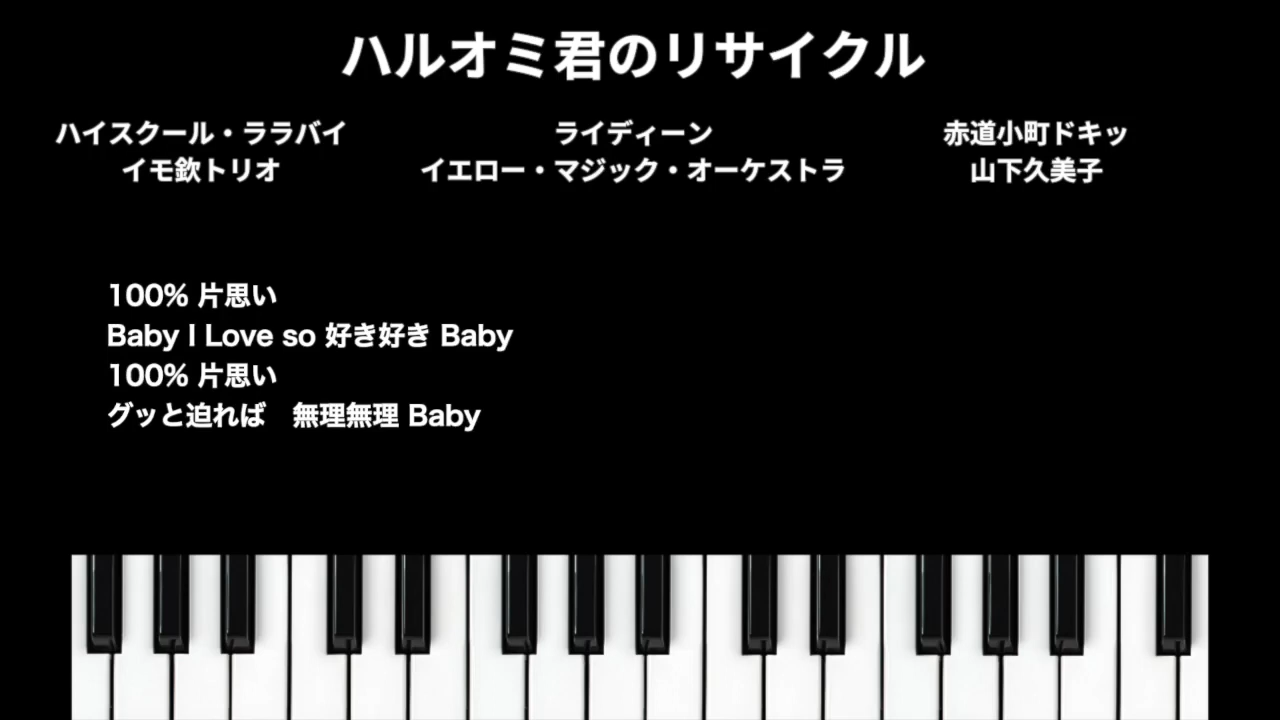 ハルオミ君のリサイクル
ハイスクール・ララバイ
イモ欽トリオ
ライディーン
イエロー・マジック・オーケストラ
赤道小町ドキッ
山下久美子
100% 片思い
Baby I Love so 好き好き Baby
100% 片思い
グッと迫れば　無理無理 Baby